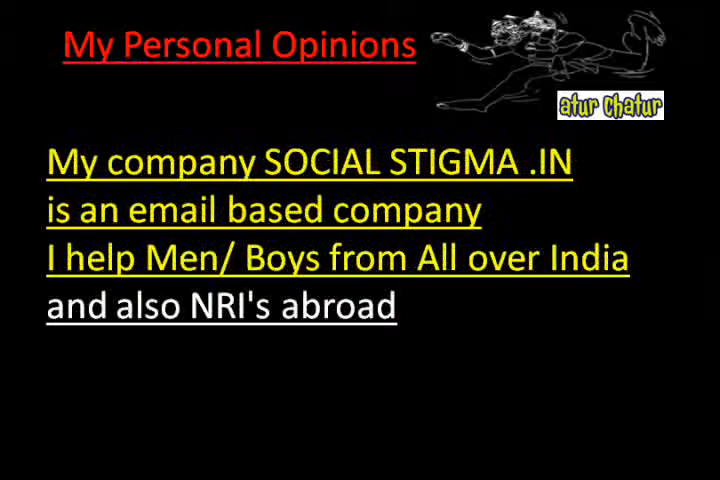 My Personal Opinions
atur chatur
My company SOCIAL STIGMA .IN
is an email based company
I help Men/ Boys from All over India
and also NRI's abroad